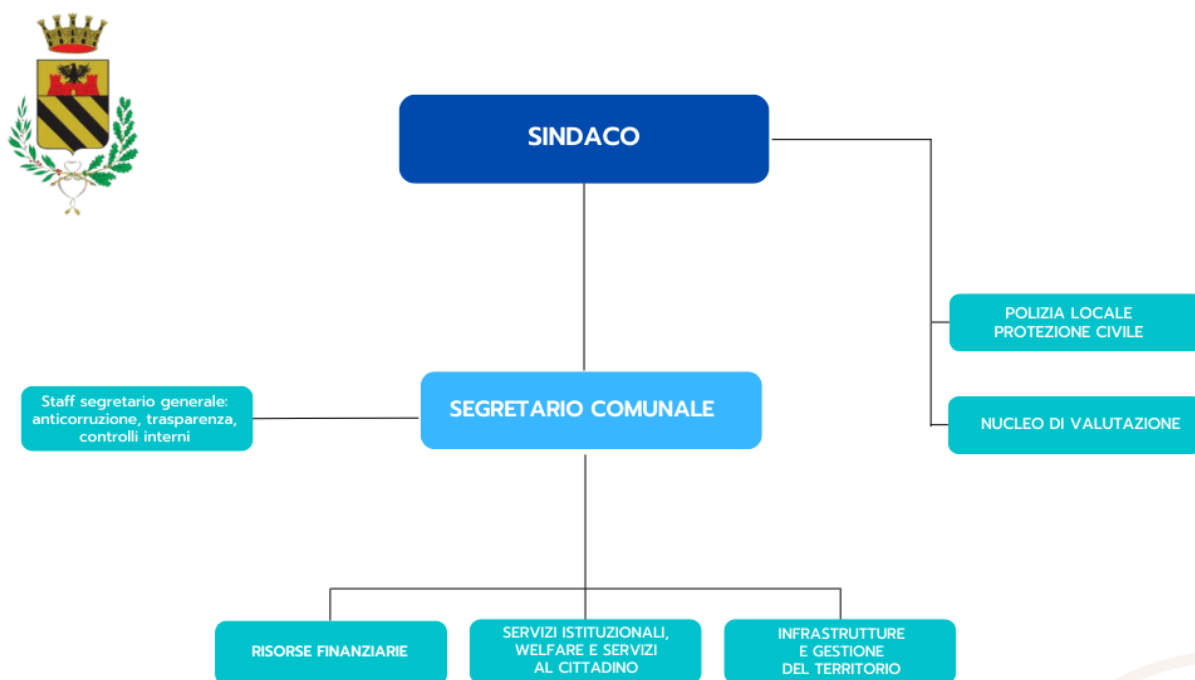 SINDACO
POLIZIA LOCALE
PROTEZIONE CIVILE
Staff segretario generale:
anticorruzione, trasparenza,
controlli interni
SEGRETARIO COMUNALE
NUCLEO DI VALUTAZIONE
RISORSE FINANZIARIE
SERVIZI ISTITUZIONALI,
WELFARE E SERVIZI
AL CITTADINO
INFRASTRUTTURE
E GESTIONE
DEL TERRITORIO